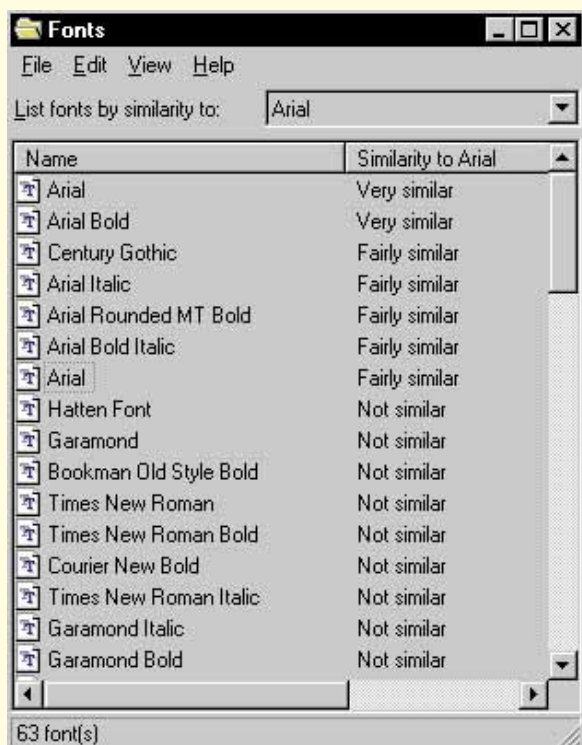 Fonts
File Edit View Help
List fonts by similarity to: Arial
Name Similarity to Arial
Arial Very similar
Arial Bold Very similar
Century Gothic Fairly similar
Arial Italic Fairly similar
Arial Rounded MT Bold Fairly similar
Arial Bold Italic Fairly similar
Arial Fairly similar
Hatten Font Not similar
Garamond Not similar
Bookman Old Style Bold Not similar
Times New Roman Not similar
Times New Roman Bold Not similar
Courier New Bold Not similar
Times New Roman Italic Not similar
Garamond Italic Not similar
Garamond Bold Not similar
63 font(s)